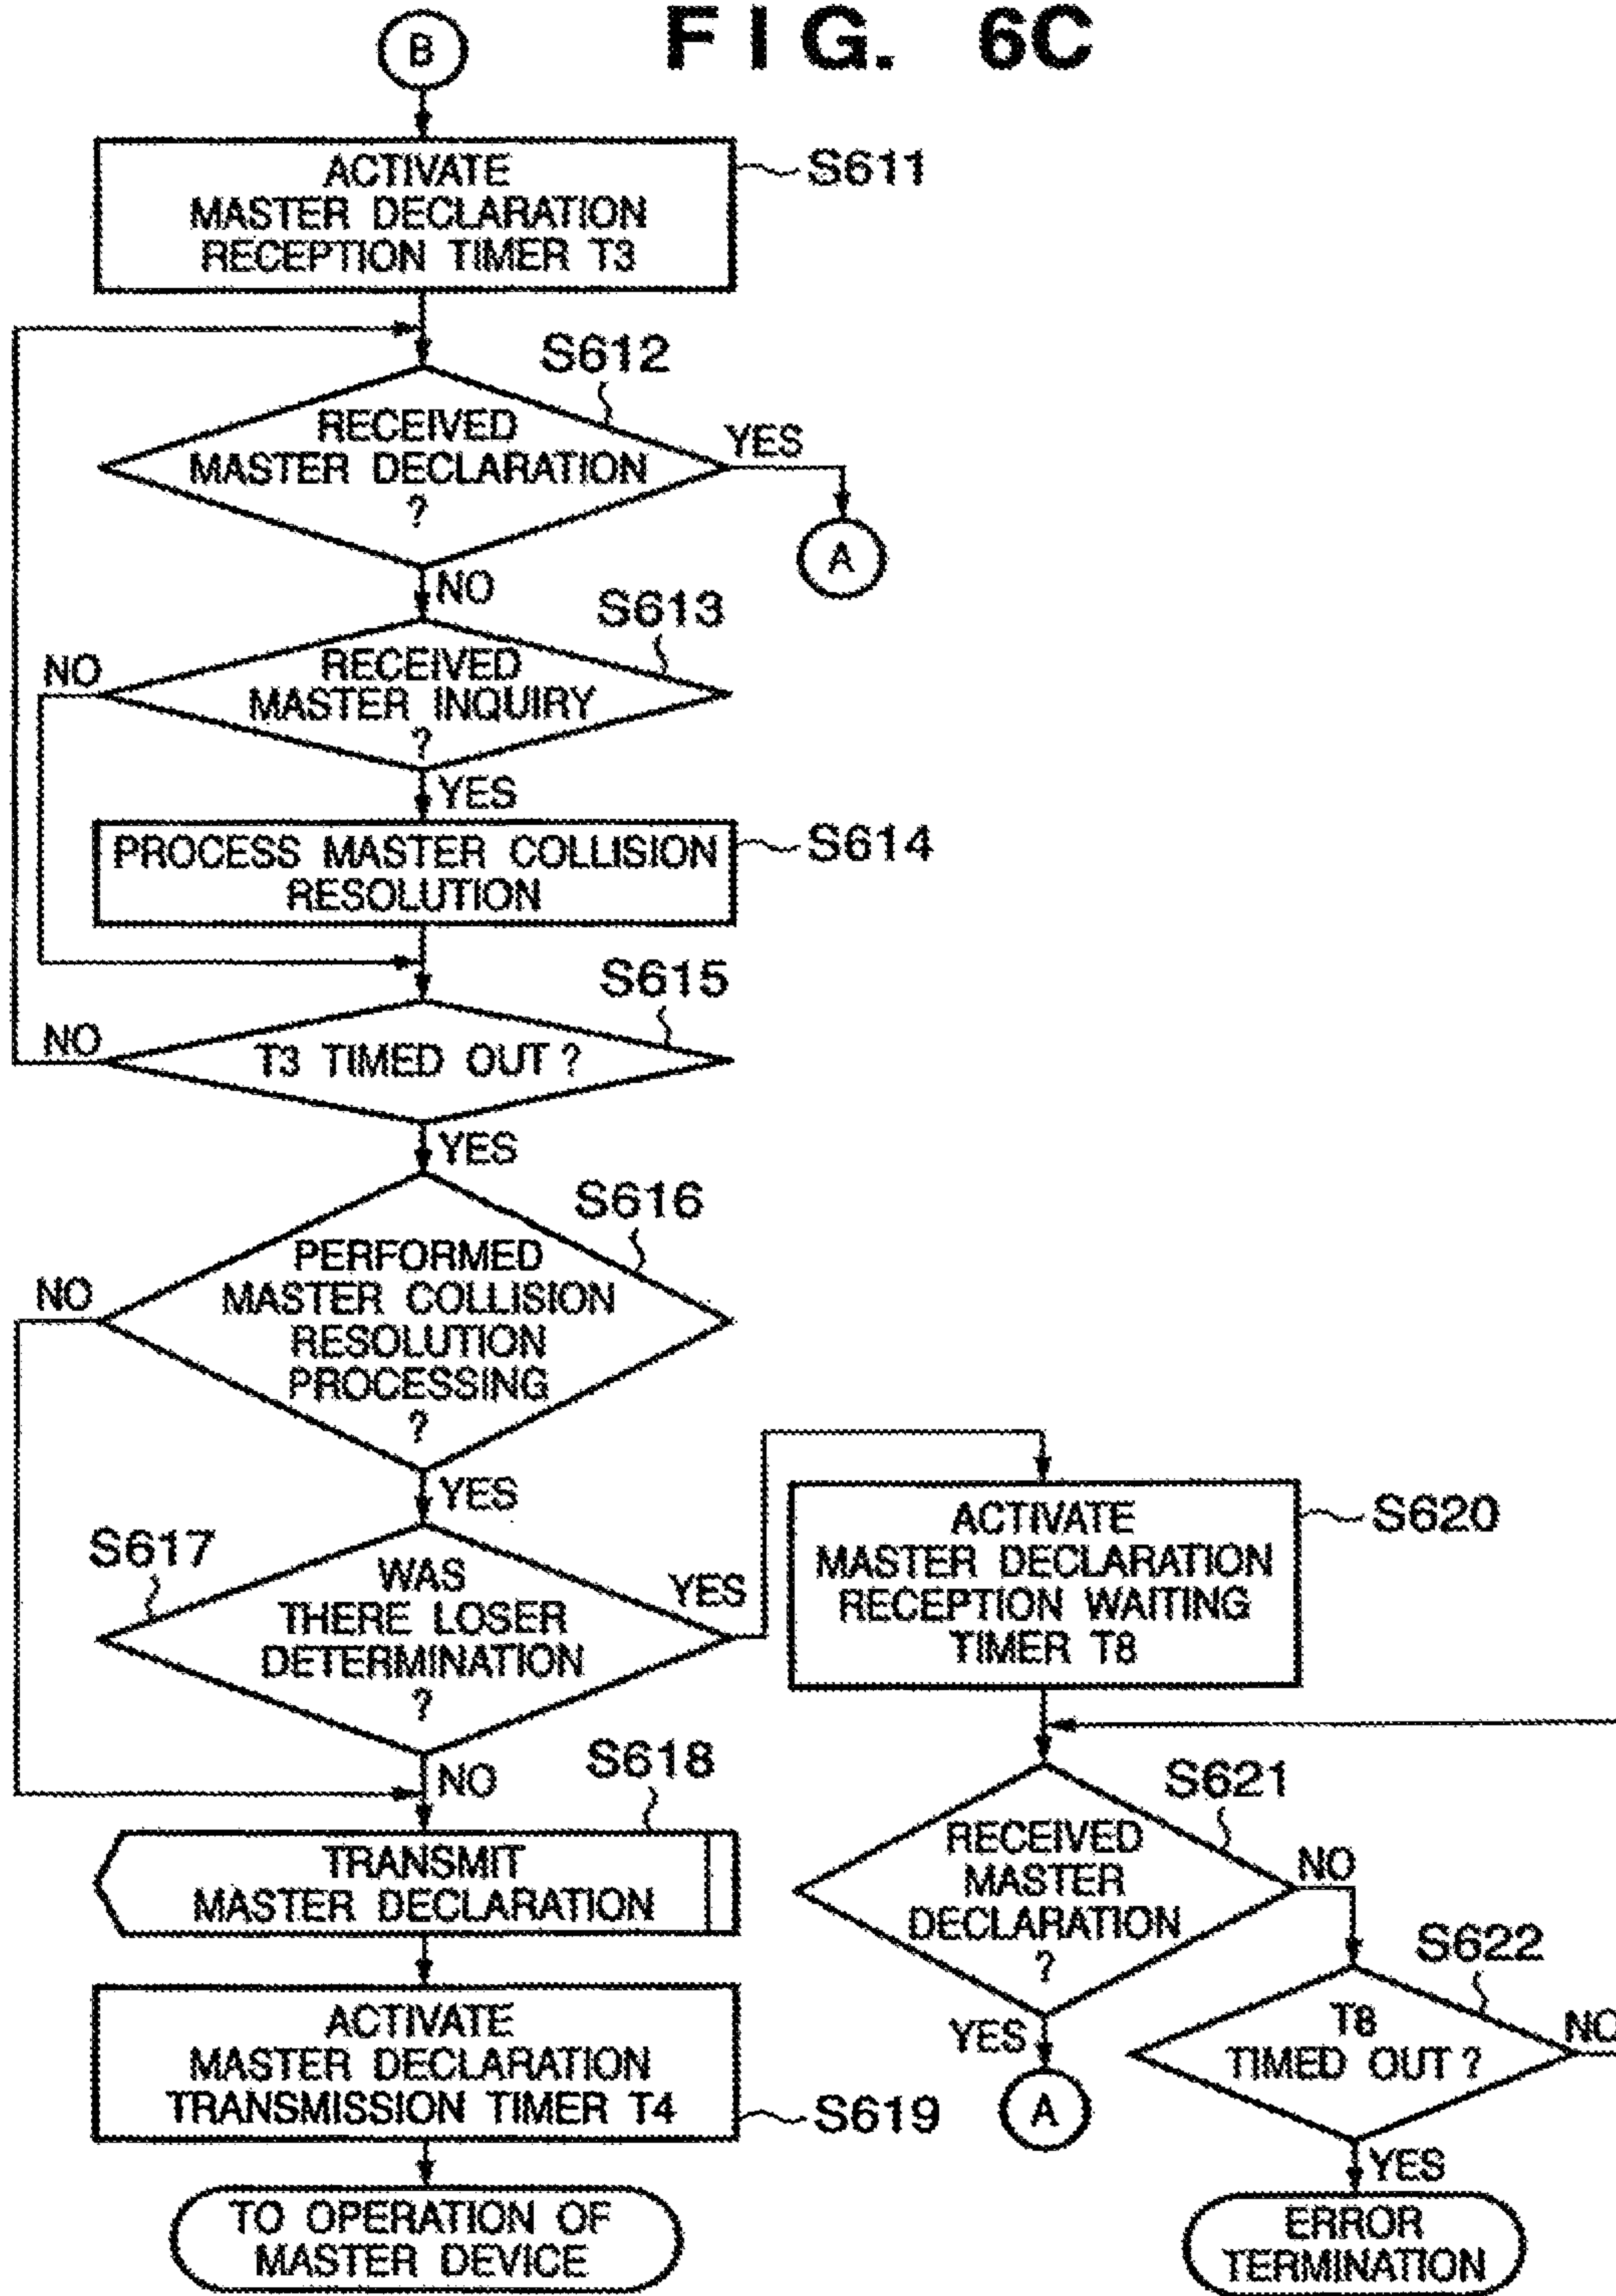 FIG. 6C
B
ACTIVATE
MASTER DECLARATION
RECEPTION TIMER T3
S611
S612
RECEIVED
MASTER DECLARATION
?
YES
A
NO
S613
NO
RECEIVED
MASTER INQUIRY
?
YES
PROCESS MASTER COLLISION
RESOLUTION
S614
S615
NO
T3 TIMED OUT ?
YES
S616
NO
PERFORMED
MASTER COLLISION
RESOLUTION
PROCESSING
?
YES
S617
WAS
THERE LOSER
DETERMINATION
?
YES
NO
S618
TRANSMIT
MASTER DECLARATION
ACTIVATE
MASTER DECLARATION
TRANSMISSION TIMER T4
S619
TO OPERATION OF
MASTER DEVICE
ACTIVATE
MASTER DECLARATION
RECEPTION WAITING
TIMER T8
S620
S621
RECEIVED
MASTER
DECLARATION
?
NO
YES
A
S622
T8
TIMED OUT ?
NO
YES
ERROR
TERMINATION